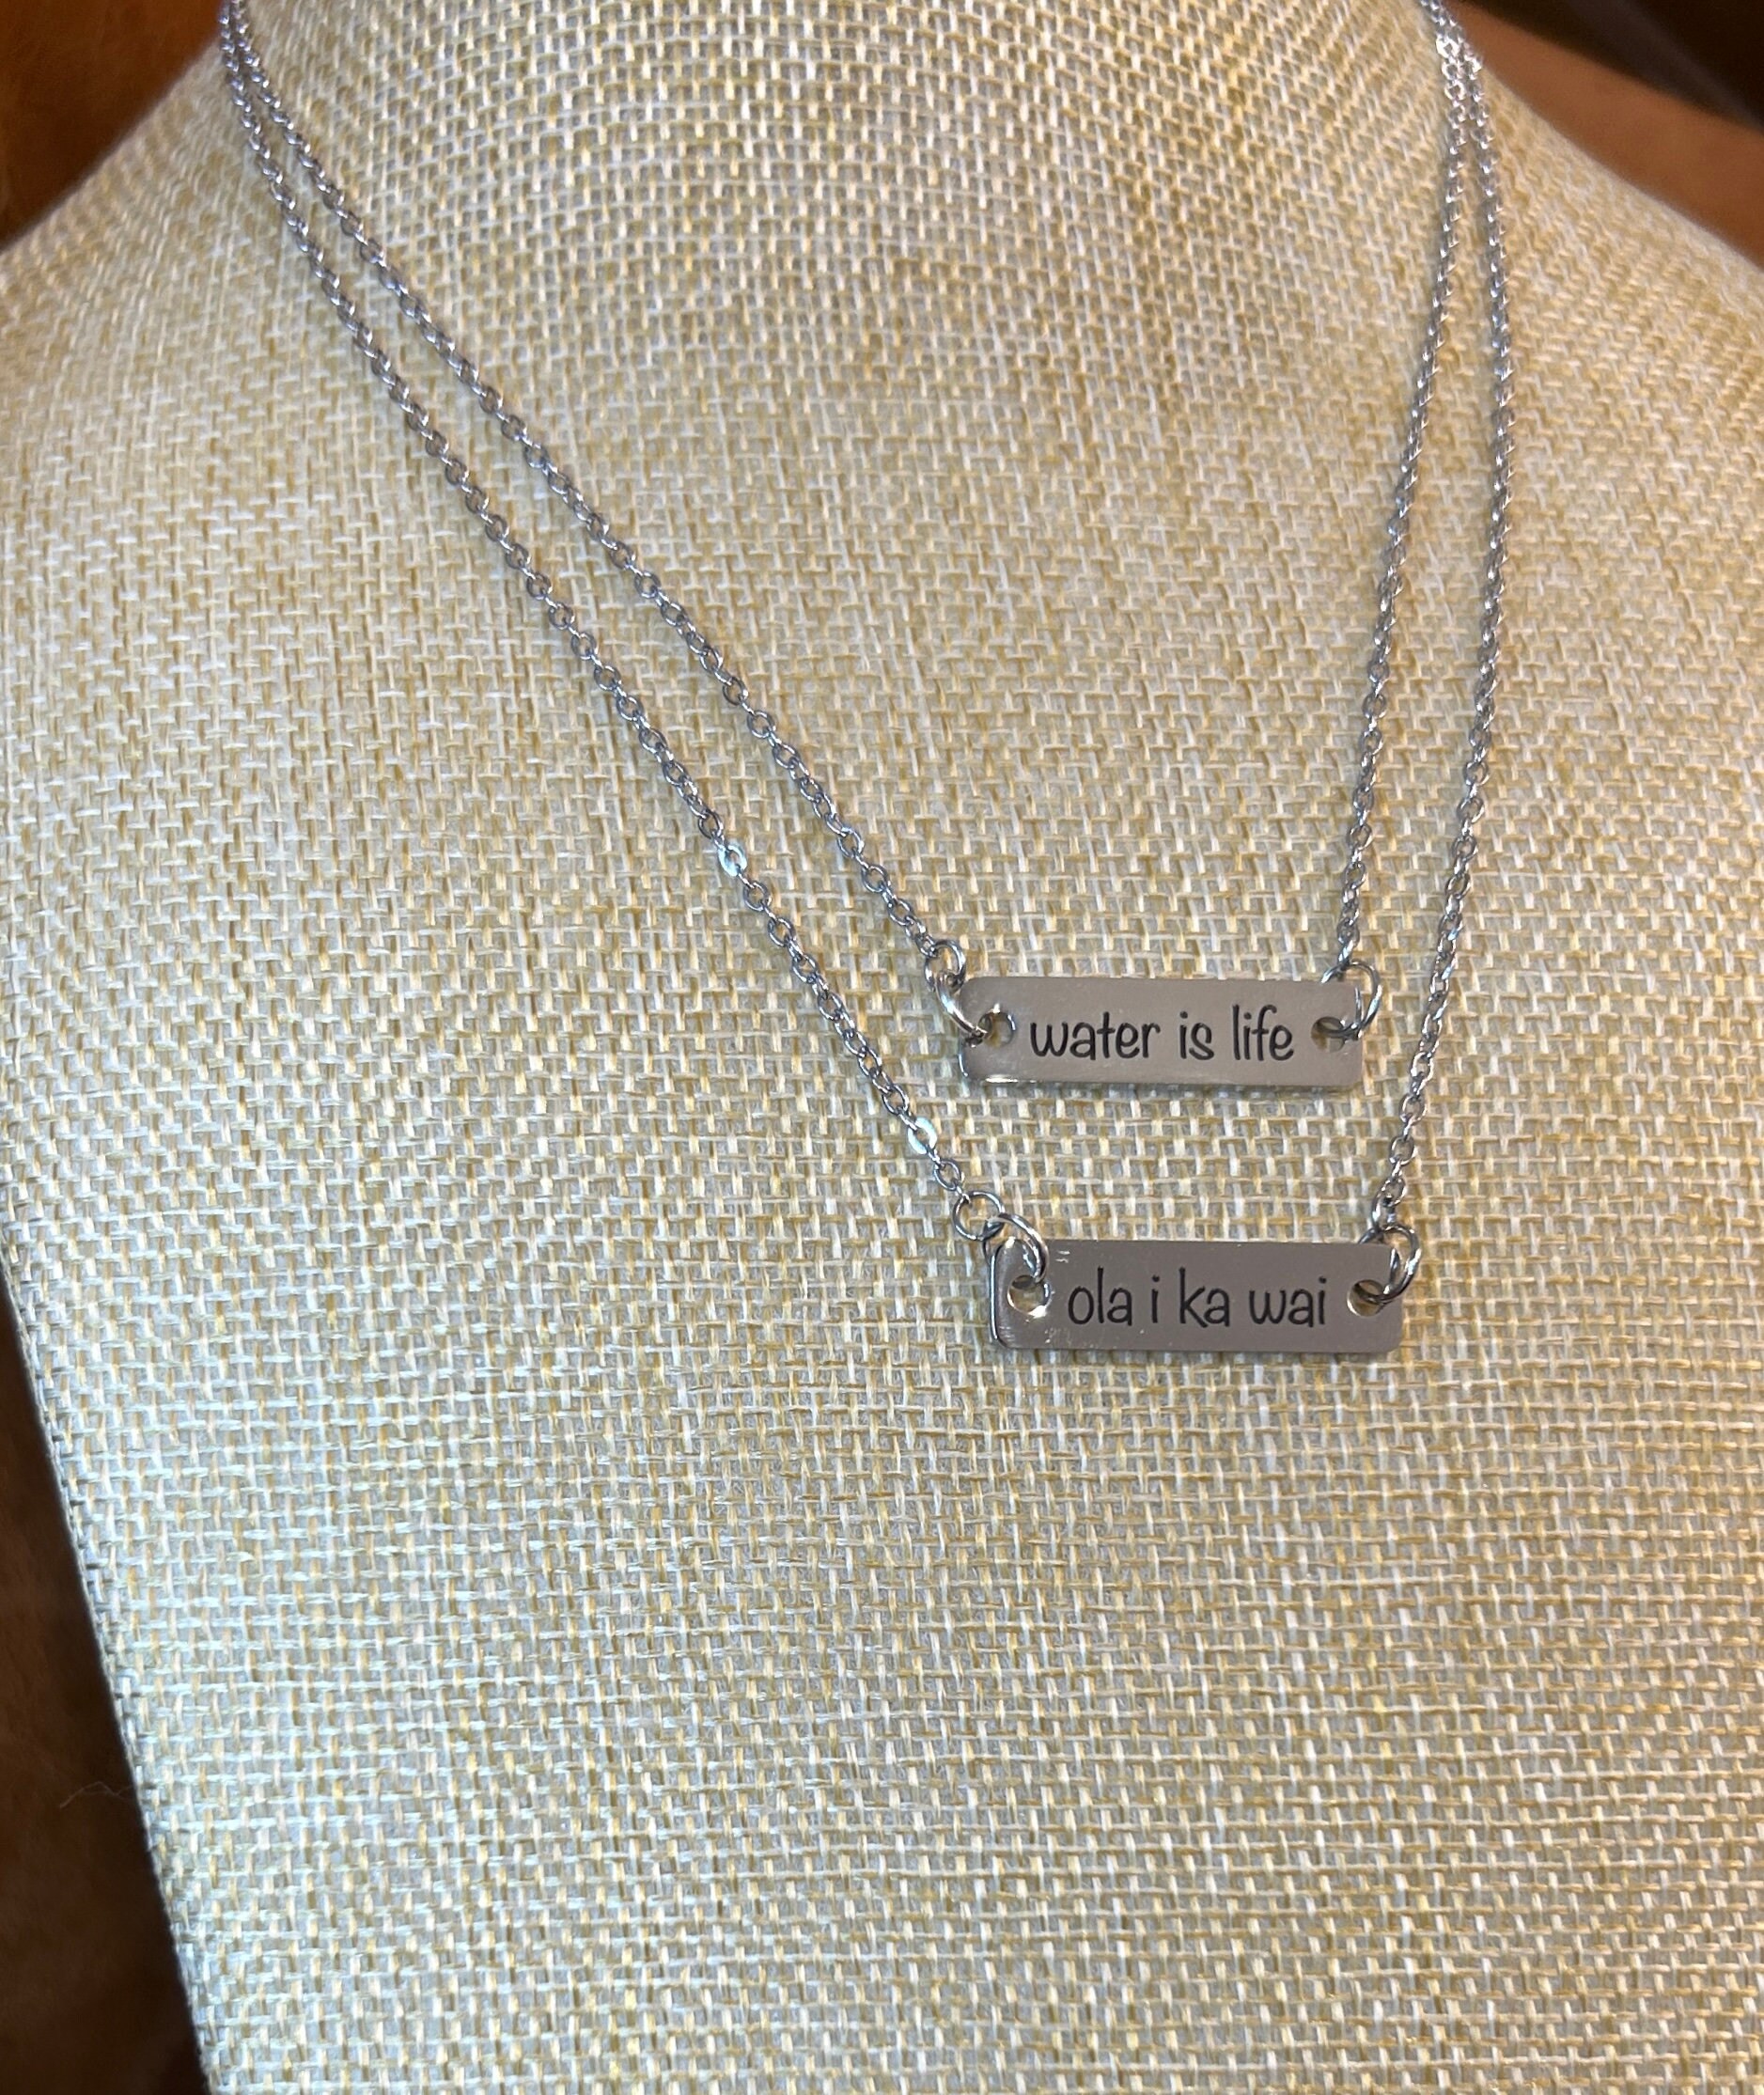 water is life
ola i ka wai